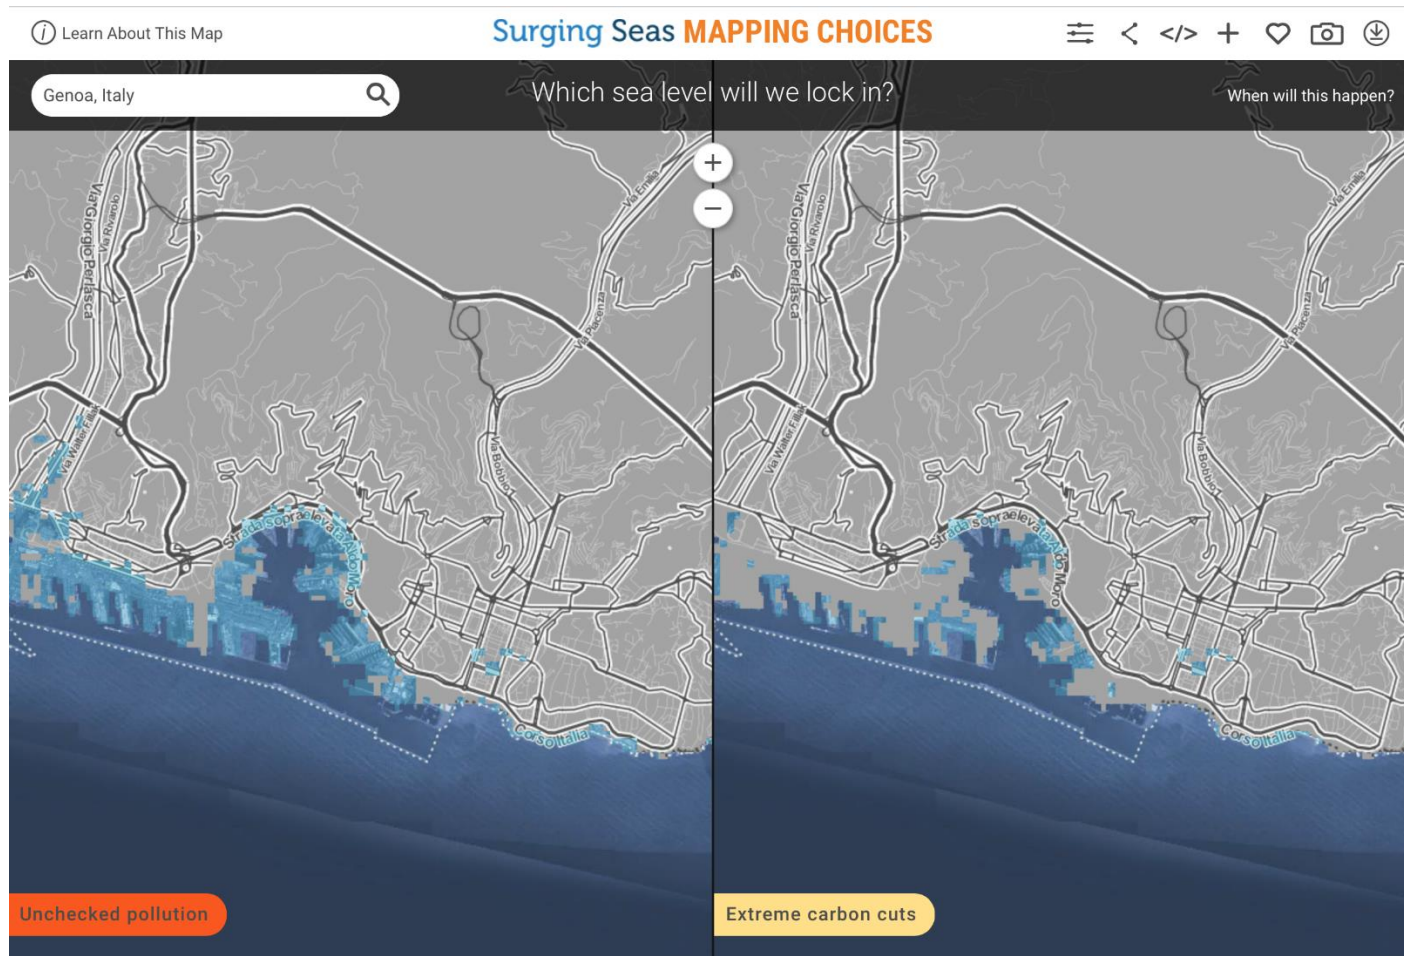 Learn About This Map
Surging Seas MAPPING CHOICES
</>
Genoa, Italy
Which sea level will we lock in?
When will this happen?
+
−
Via Giorgio Perlasca
Via Rivarolo
Via Emilia
Via Piacenza
Via Walter Fillak
Via Bobbio
Strada sopraelevata Aldo Moro
Corso Italia
Via Giorgio Perlasca
Via Rivarolo
Via Emilia
Via Piacenza
Via Walter Fillak
Via Bobbio
Strada sopraelevata Aldo Moro
Corso Italia
Unchecked pollution
Extreme carbon cuts